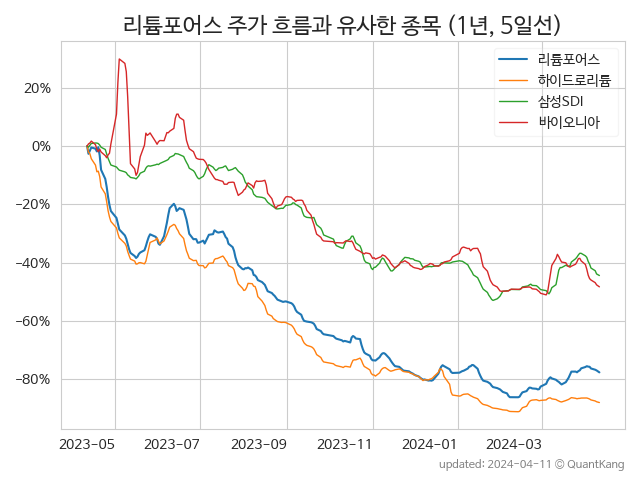 리튬포어스 주가 흐름과 유사한 종목 (1년, 5일선)
리튬포어스
하이드로리튬
삼성SDI
바이오니아
20%
0%
−20%
−40%
−60%
−80%
2023−05 2023−07 2023−09 2023−11 2024−01 2024−03
updated: 2024-04-11 © QuantKang